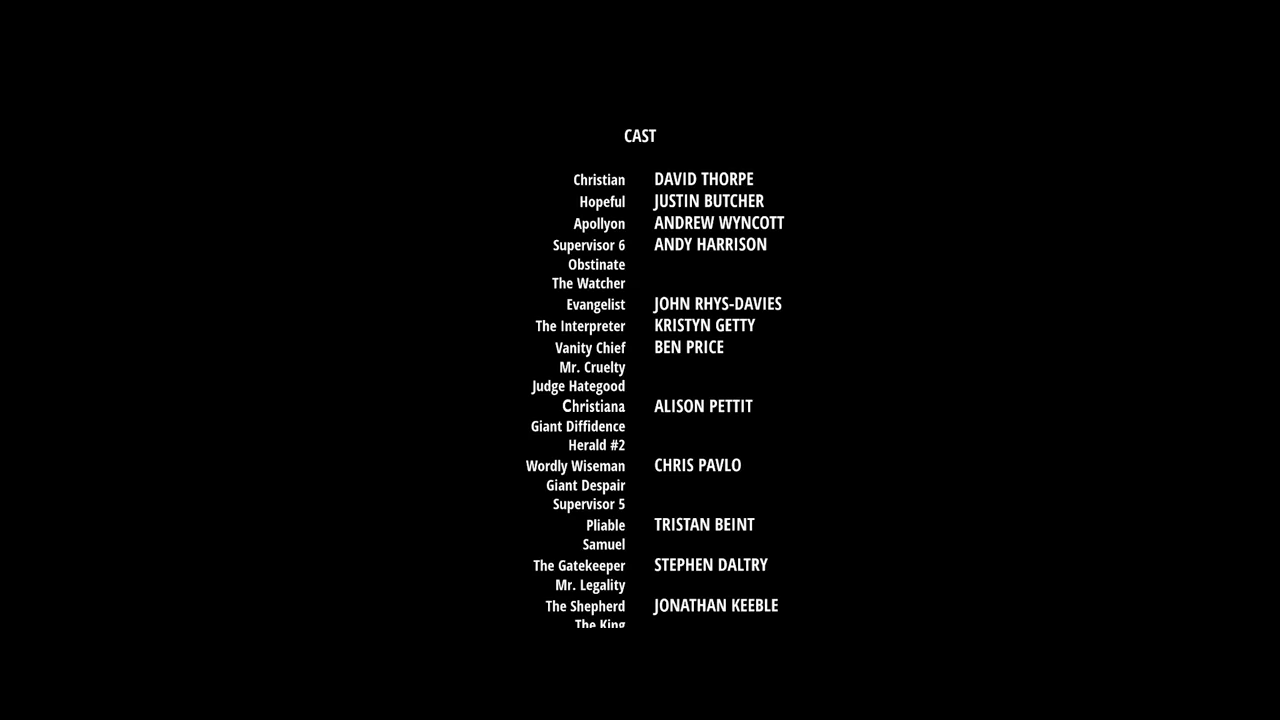 CAST
Christian DAVID THORPE
Hopeful JUSTIN BUTCHER
Apollyon ANDREW WYNCOTT
Supervisor 6 ANDY HARRISON
Obstinate
The Watcher
Evangelist JOHN RHYS-DAVIES
The Interpreter KRISTYN GETTY
Vanity Chief BEN PRICE
Mr. Cruelty
Judge Hategood
Christiana ALISON PETTIT
Giant Diffidence
Herald #2
Wordly Wiseman CHRIS PAVLO
Giant Despair
Supervisor 5
Pliable TRISTAN BEINT
Samuel
The Gatekeeper STEPHEN DALTRY
Mr. Legality
The Shepherd JONATHAN KEEBLE
The King